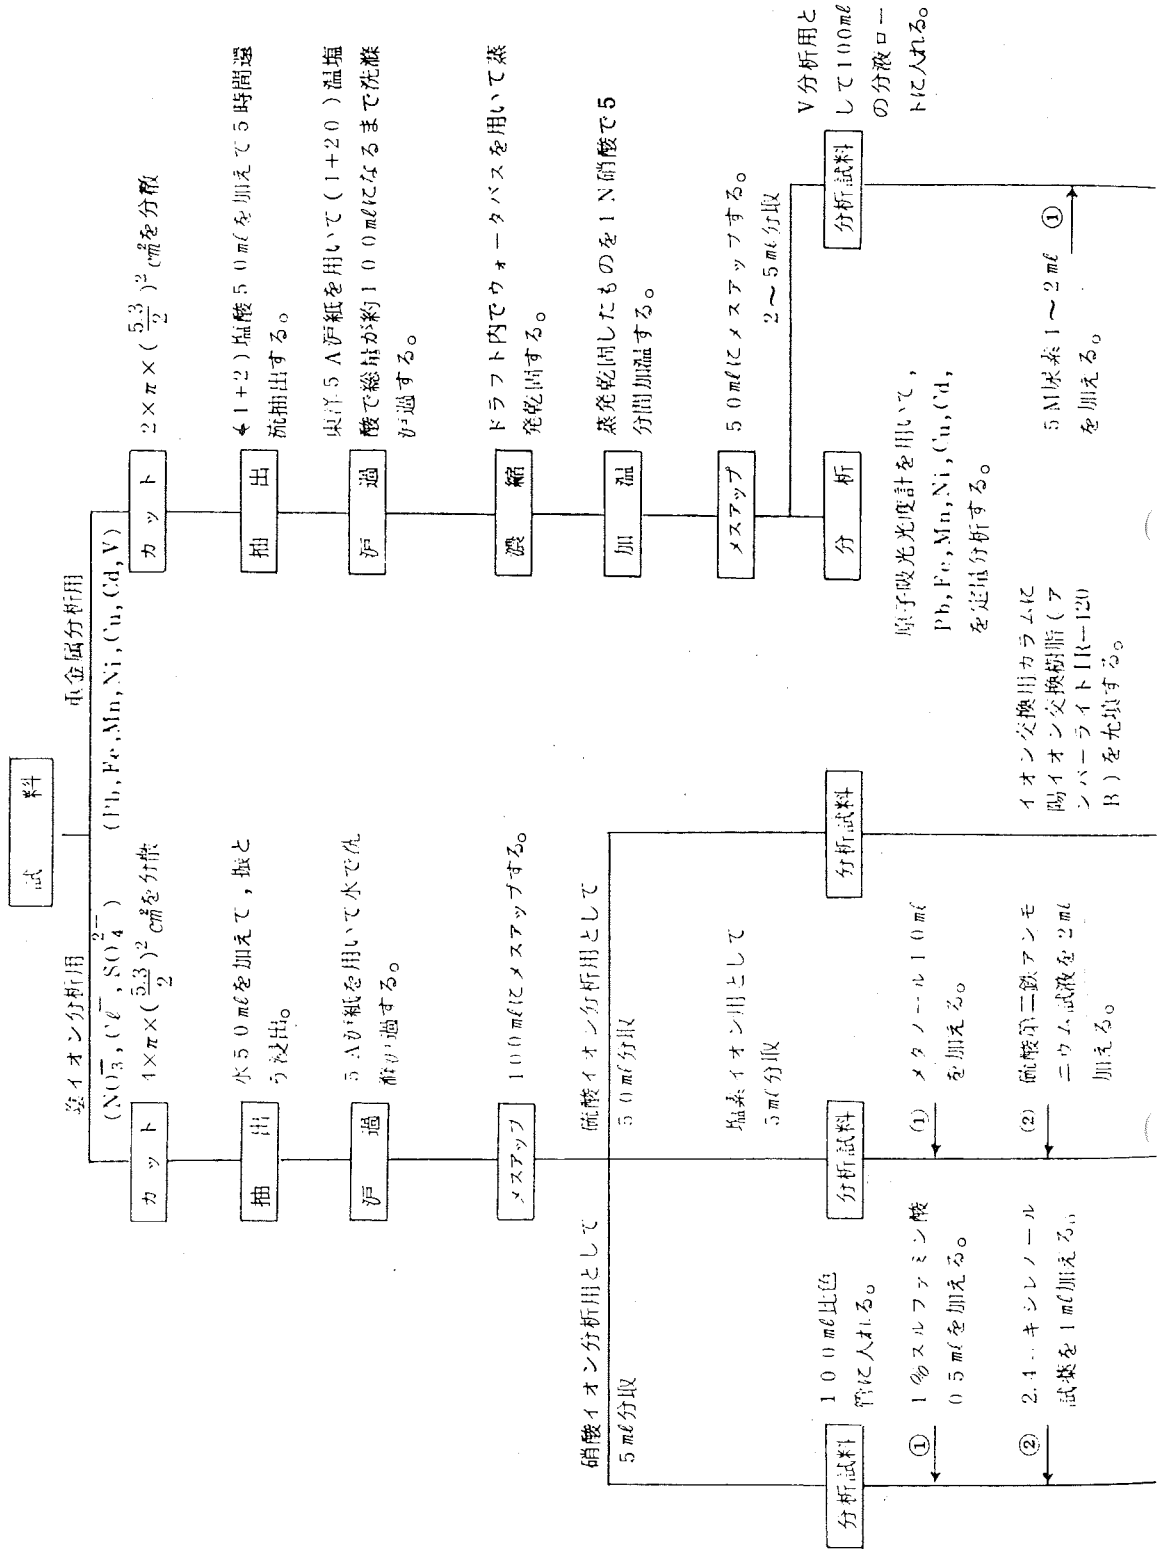 試料
陰イオン分析用
(NO₃⁻, Cℓ⁻, SO₄²⁻)
重金属分析用
(Pb, Fe, Mn, Ni, Cu, Cd, V)
カット
4×π×(5.3/2)² cm²を分散
抽出
水50mℓを加えて,振と
う浸出。
沪過
5A沪紙を用いて水で洗
滌沪過する。
メスアップ
100mℓにメスアップする。
硝酸イオン分析用として
5mℓ分取
硫酸イオン分析用として
50mℓ分取
塩素イオン用として
5mℓ分取
分析試料
100mℓ比色
管に入れる。
① 1%スルファミン酸
05mℓを加える。
② 2.4-キシレノール
試薬を1mℓ加える。
分析試料
(1) メタノール10mℓ
を加える。
(2) 硫酸第二鉄アンモ
ニウム試液を2mℓ
加える。
分析試料
イオン交換用カラムに
陽イオン交換樹脂(ア
ンバーライトIR-120
B)を充填する。
カット
2×π×(5.3/2)² cm²を分散
抽出
(1+2)塩酸50mℓを加えて5時間還
流抽出する。
沪過
東洋5A沪紙を用いて(1+20)温塩
酸で総量が約100mℓになるまで洗滌
沪過する。
濃縮
ドラフト内でウォータバスを用いて蒸
発乾固する。
加温
蒸発乾固したものを1N硝酸で5
分間加温する。
メスアップ
50mℓにメスアップする。
2〜5mℓ分取
分析
原子吸光光度計を用いて,
Pb, Fe, Mn, Ni, Cu, Cd,
を定量分析する。
分析試料
V分析用と
して100mℓ
の分液ロー
トに入れる。
5M尿素1〜2mℓ ①
を加える。